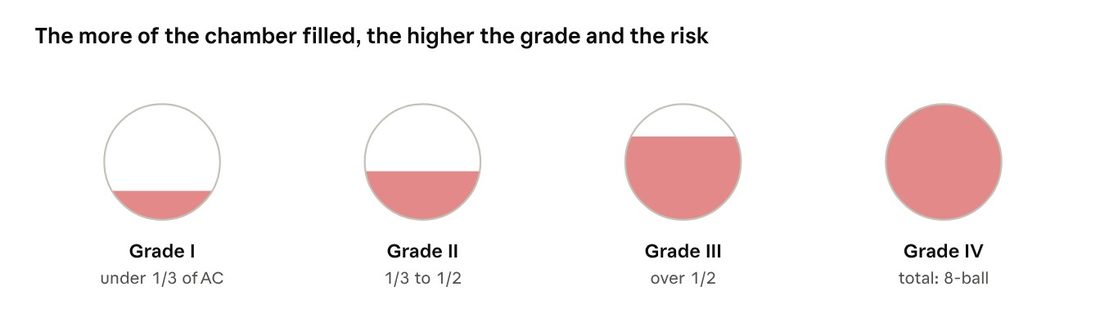 The more of the chamber filled, the higher the grade and the risk
Grade I
under 1/3 of AC
Grade II
1/3 to 1/2
Grade III
over 1/2
Grade IV
total: 8-ball